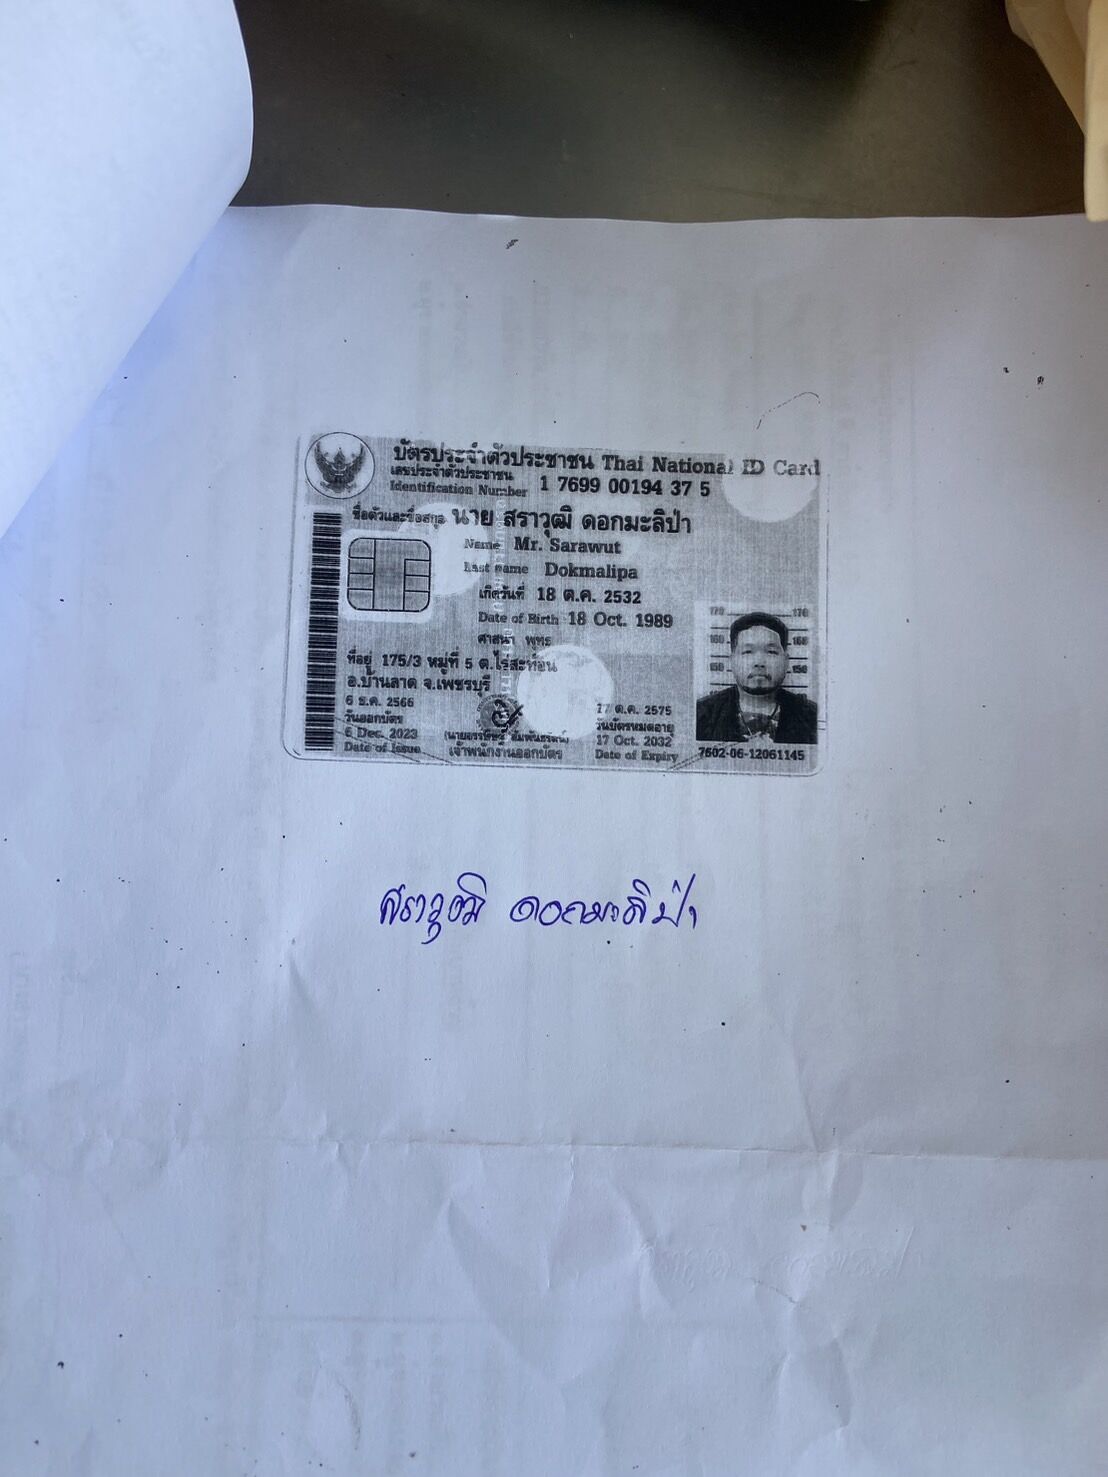 บัตรประจำตัวประชาชน Thai National ID Card
เลขประจำตัวประชาชน
Identification Number 1 7699 00194 37 5
ชื่อตัวและชื่อสกุล นาย สราวุฒิ ดอกมะลิป่า
Name Mr. Sarawut
Last name Dokmalipa
เกิดวันที่ 18 ต.ค. 2532
Date of Birth 18 Oct. 1989
ศาสนา พุทธ
ที่อยู่ 175/3 หมู่ที่ 5 ต.ไร่สะท้อน
อ.บ้านลาด จ.เพชรบุรี
6 ธ.ค. 2566
วันออกบัตร
6 Dec. 2023
Date of Issue
เจ้าพนักงานออกบัตร
17 ต.ค. 2575
วันบัตรหมดอายุ
17 Oct. 2032
Date of Expiry
170 170
160 160
150 150
7602-06-12061145
สราวุฒิ ดอกมะลิป่า